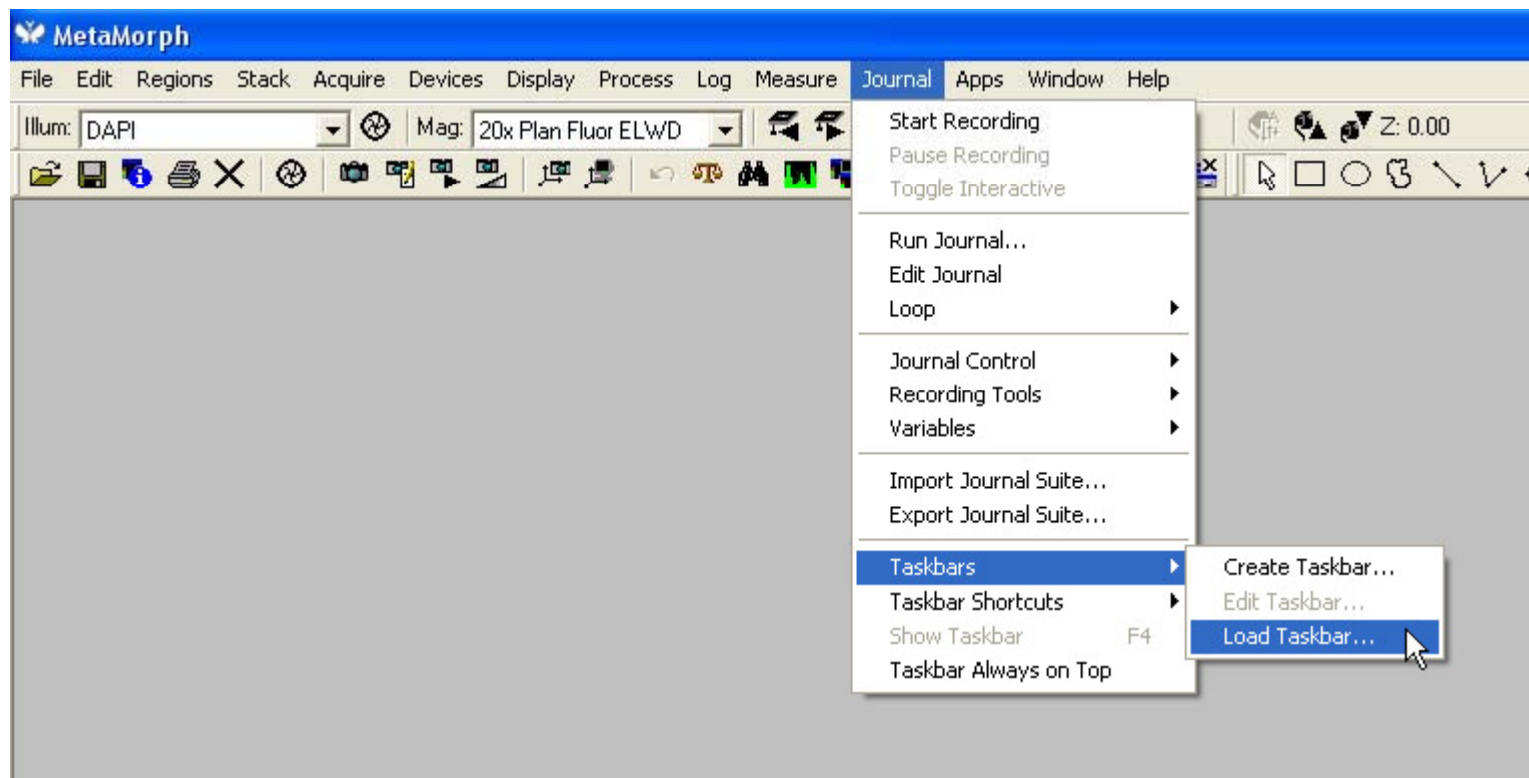 MetaMorph
File Edit Regions Stack Acquire Devices Display Process Log Measure Journal Apps Window Help
Illum: DAPI Mag: 20x Plan Fluor ELWD Z: 0.00
Start Recording
Pause Recording
Toggle Interactive
Run Journal...
Edit Journal
Loop
Journal Control
Recording Tools
Variables
Import Journal Suite...
Export Journal Suite...
Taskbars
Taskbar Shortcuts
Show Taskbar F4
Taskbar Always on Top
Create Taskbar...
Edit Taskbar...
Load Taskbar...